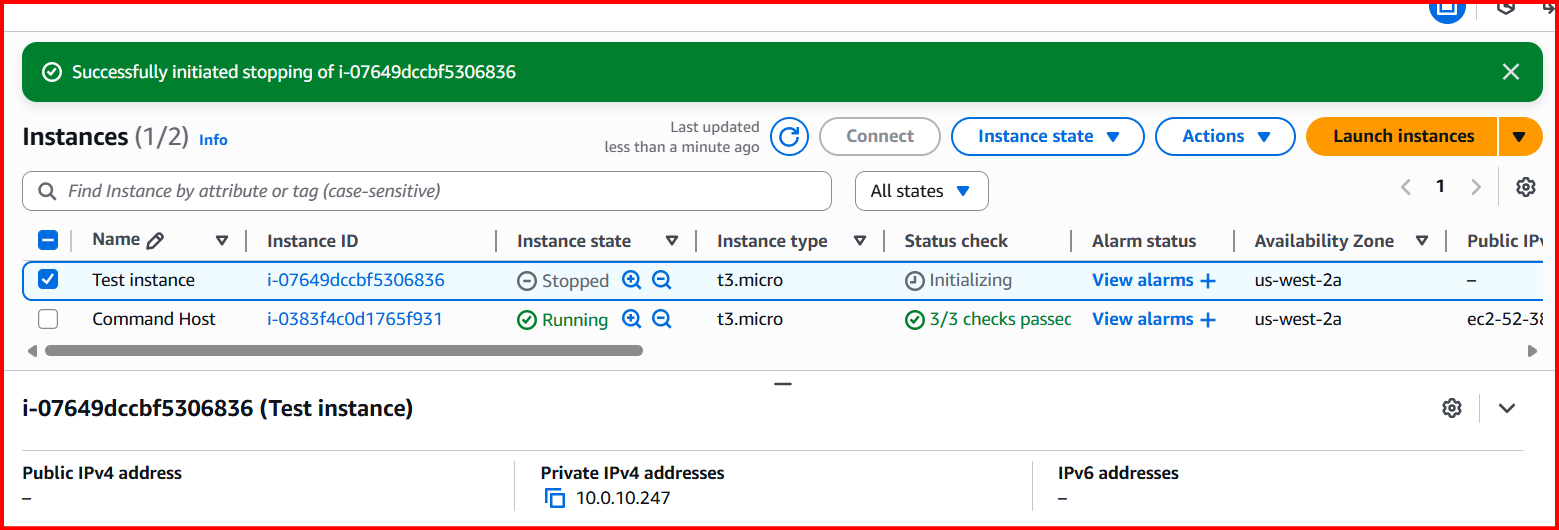 Successfully initiated stopping of i-07649dccbf5306836
Instances (1/2) Info
Last updated
less than a minute ago
Connect
Instance state
Actions
Launch instances
Find Instance by attribute or tag (case-sensitive)
All states
1
Name Instance ID Instance state Instance type Status check Alarm status Availability Zone Public IPv
Test instance i-07649dccbf5306836 Stopped t3.micro Initializing View alarms + us-west-2a –
Command Host i-0383f4c0d1765f931 Running t3.micro 3/3 checks passec View alarms + us-west-2a ec2-52-38
i-07649dccbf5306836 (Test instance)
Public IPv4 address Private IPv4 addresses IPv6 addresses
– 10.0.10.247 –